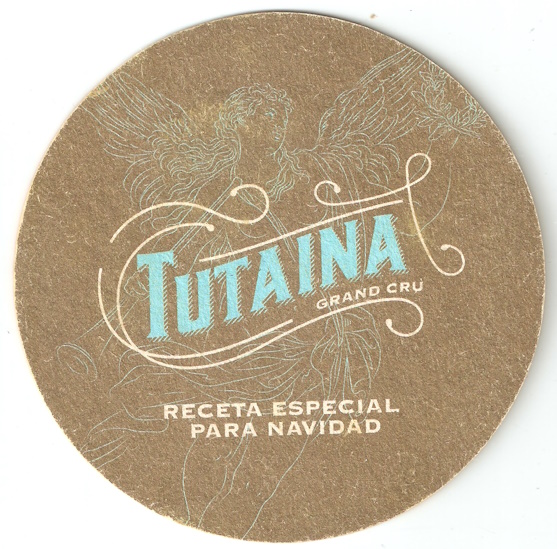 TUTAINA
GRAND CRU
RECETA ESPECIAL
PARA NAVIDAD